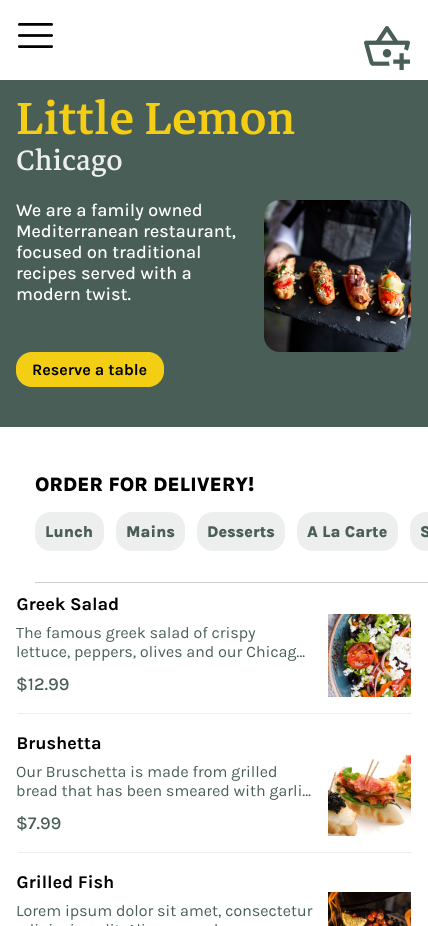 Little Lemon
Chicago
We are a family owned
Mediterranean restaurant,
focused on traditional
recipes served with a
modern twist.
Reserve a table
ORDER FOR DELIVERY!
Lunch Mains Desserts A La Carte S
Greek Salad
The famous greek salad of crispy
lettuce, peppers, olives and our Chicag...
$12.99
Brushetta
Our Bruschetta is made from grilled
bread that has been smeared with garli...
$7.99
Grilled Fish
Lorem ipsum dolor sit amet, consectetur